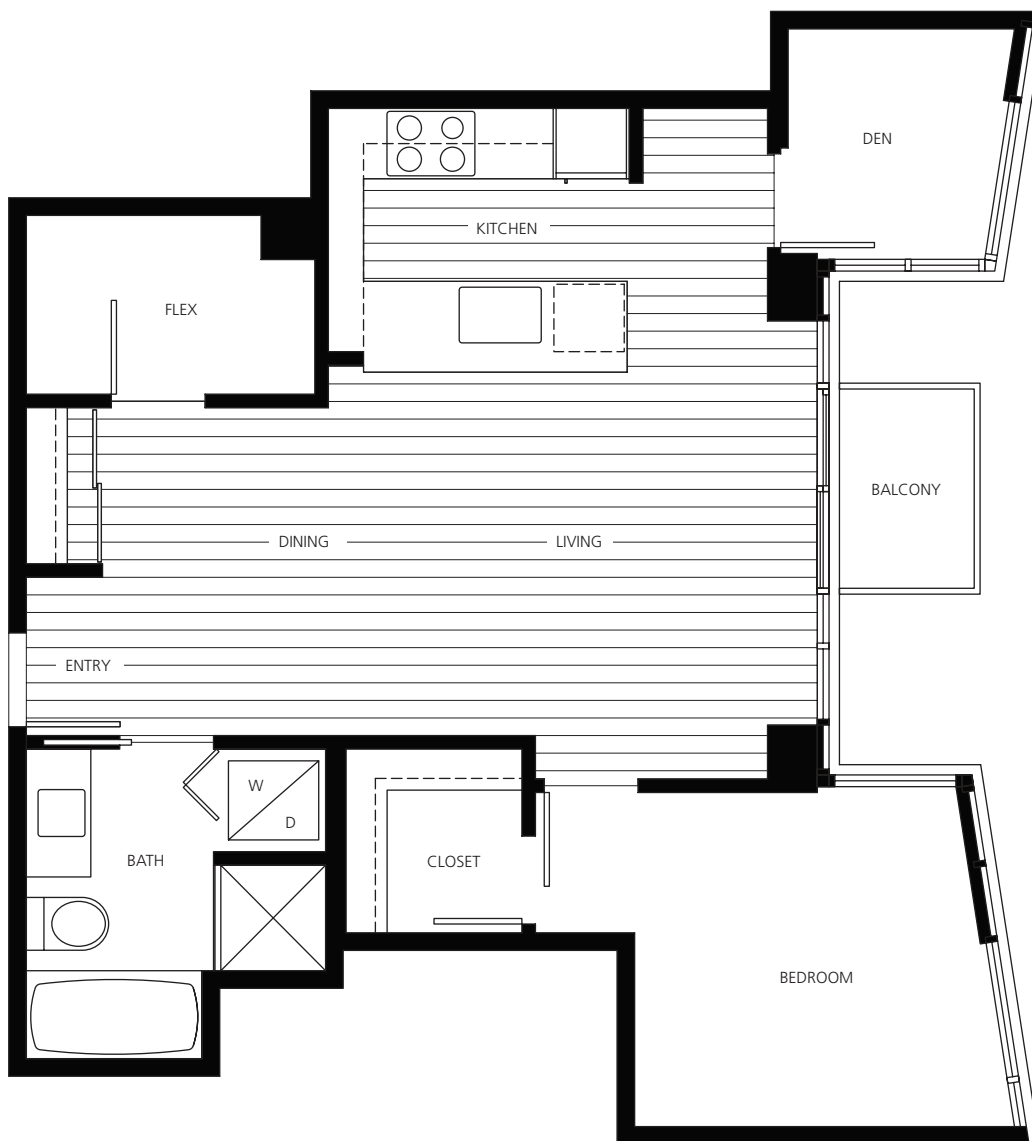 DEN
KITCHEN
FLEX
BALCONY
DINING
LIVING
ENTRY
W
D
BATH
CLOSET
BEDROOM